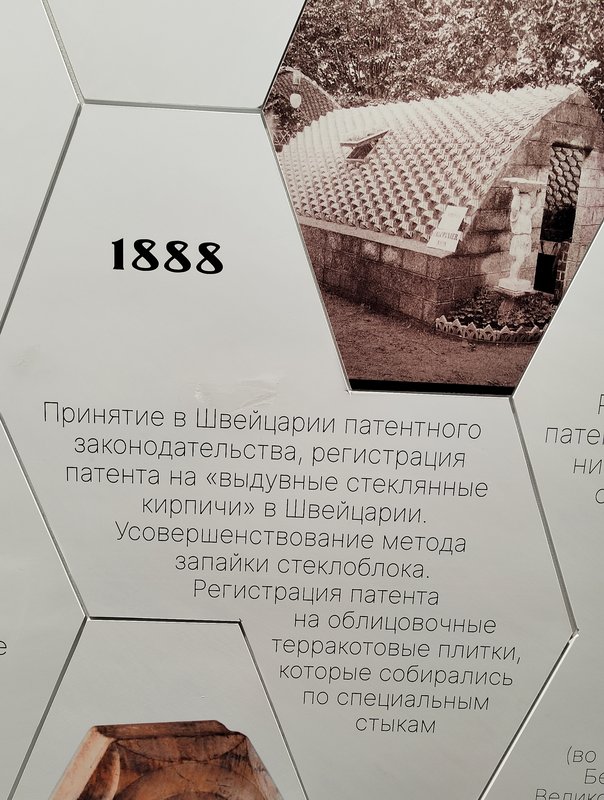 1888
Принятие в Швейцарии патентного
законодательства, регистрация
патента на «выдувные стеклянные
кирпичи» в Швейцарии.
Усовершенствование метода
запайки стеклоблока.
Регистрация патента
на облицовочные
терракотовые плитки,
которые собирались
по специальным
стыкам
(во